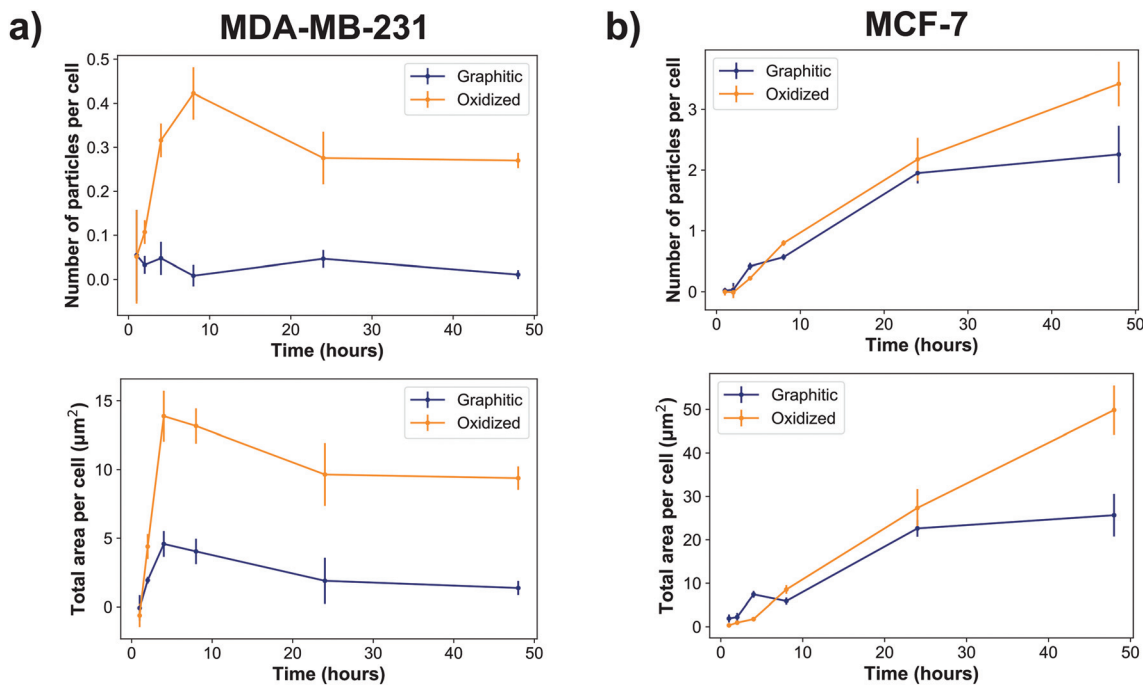 a)
MDA-MB-231
Number of particles per cell
0.5
0.4
0.3
0.2
0.1
0.0
Graphitic
Oxidized
0 10 20 30 40 50
Time (hours)
Total area per cell (µm²)
15
10
5
0
Graphitic
Oxidized
0 10 20 30 40 50
Time (hours)
b)
MCF-7
Number of particles per cell
3
2
1
0
Graphitic
Oxidized
0 10 20 30 40 50
Time (hours)
Total area per cell (µm²)
50
40
30
20
10
0
Graphitic
Oxidized
0 10 20 30 40 50
Time (hours)